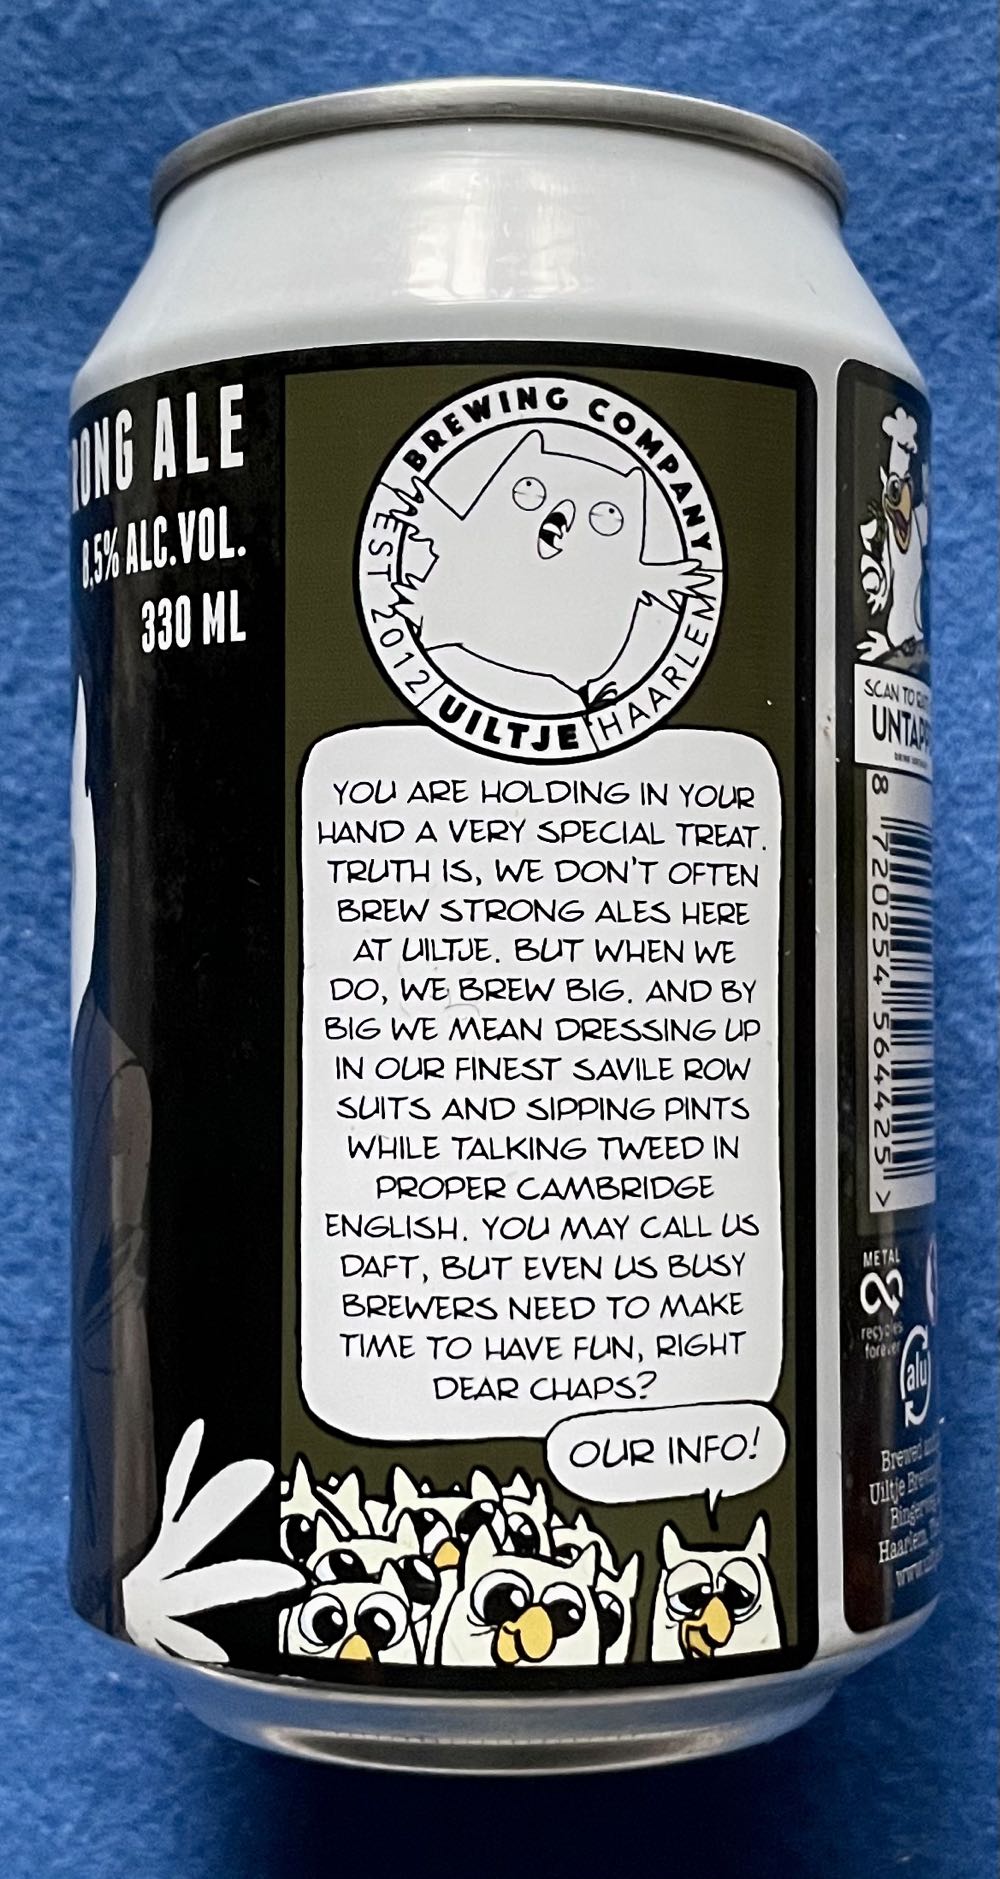 ALE
8.5% ALC.VOL.
330 ML
BREWING COMPANY
EST 2012
UILTJE
HAARLEM
YOU ARE HOLDING IN YOUR
HAND A VERY SPECIAL TREAT.
TRUTH IS, WE DON'T OFTEN
BREW STRONG ALES HERE
AT UILTJE. BUT WHEN WE
DO, WE BREW BIG. AND BY
BIG WE MEAN DRESSING UP
IN OUR FINEST SAVILE ROW
SUITS AND SIPPING PINTS
WHILE TALKING TWEED IN
PROPER CAMBRIDGE
ENGLISH. YOU MAY CALL US
DAFT, BUT EVEN US BUSY
BREWERS NEED TO MAKE
TIME TO HAVE FUN, RIGHT
DEAR CHAPS?
OUR INFO!
SCAN TO
8 720254 564425 >
METAL
recycles
forever
alu
Brewed
Uiltje